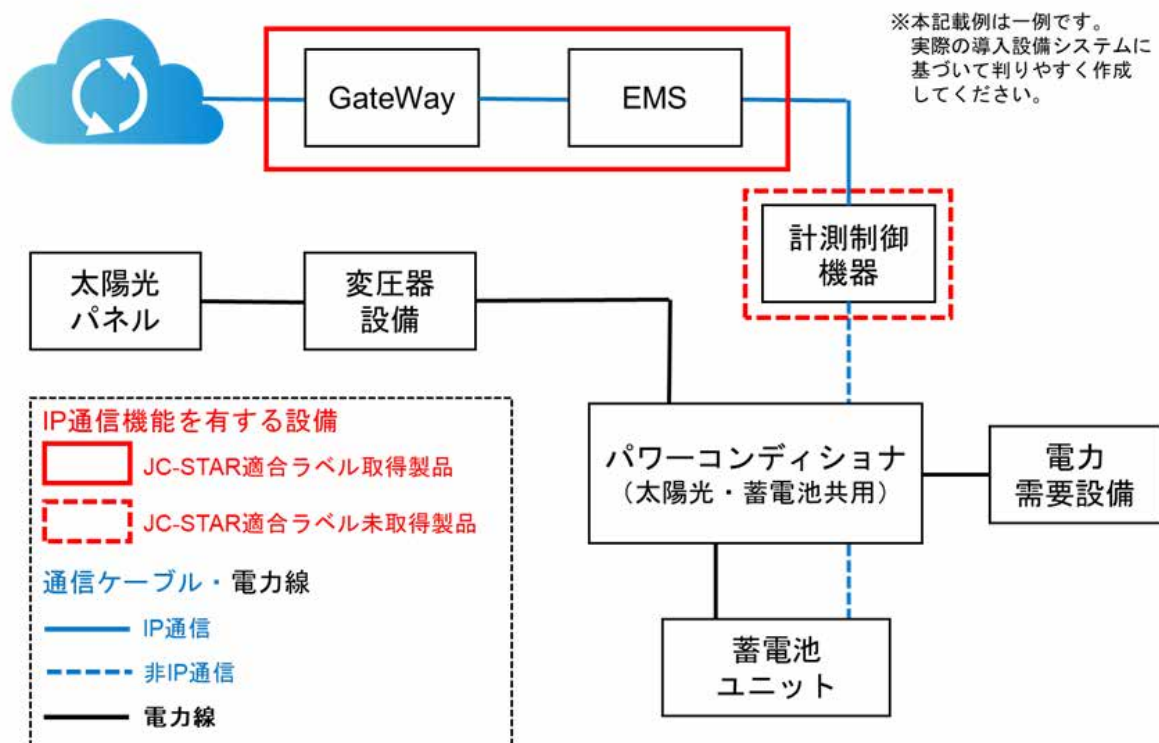 ※本記載例は一例です。
実際の導入設備システムに
基づいて判りやすく作成
してください。
GateWay
EMS
計測制御
機器
太陽光
パネル
変圧器
設備
パワーコンディショナ
(太陽光・蓄電池共用)
電力
需要設備
蓄電池
ユニット
IP通信機能を有する設備
JC-STAR適合ラベル取得製品
JC-STAR適合ラベル未取得製品
通信ケーブル・電力線
IP通信
非IP通信
電力線